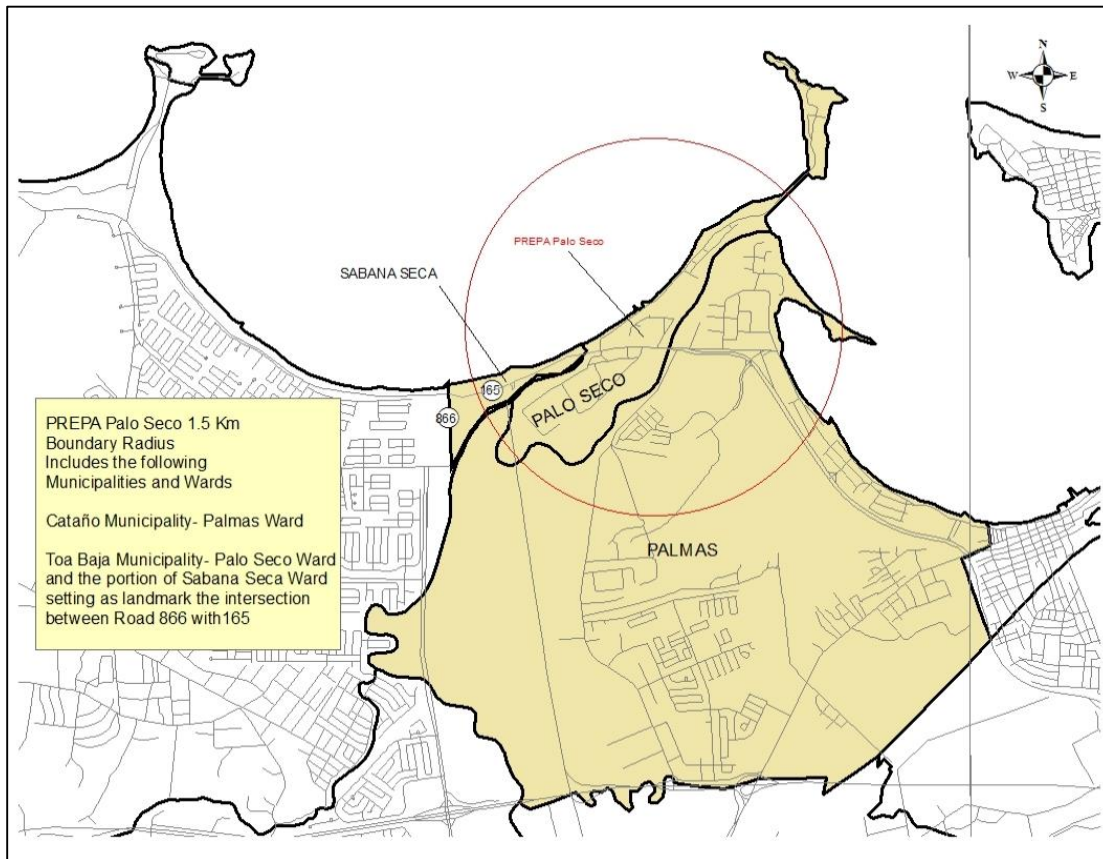 N
W E
S
PREPA Palo Seco
SABANA SECA
165
PALO SECO
866
PREPA Palo Seco 1.5 Km
Boundary Radius
Includes the following
Municipalities and Wards
Cataño Municipality- Palmas Ward
Toa Baja Municipality- Palo Seco Ward
and the portion of Sabana Seca Ward
setting as landmark the intersection
between Road 866 with165
PALMAS